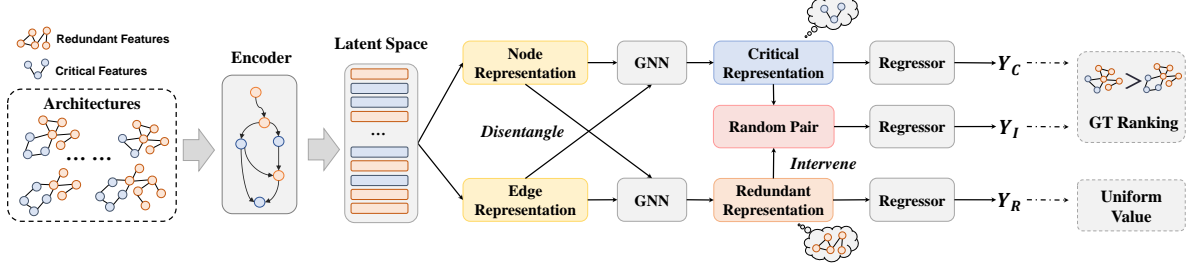 Redundant Features
Critical Features
Architectures
... ...
Encoder
Latent Space
...
Node
Representation
Edge
Representation
Disentangle
GNN
GNN
Critical
Representation
Random Pair
Intervene
Redundant
Representation
Regressor
Regressor
Regressor
Y_C
Y_I
Y_R
>
GT Ranking
Uniform
Value